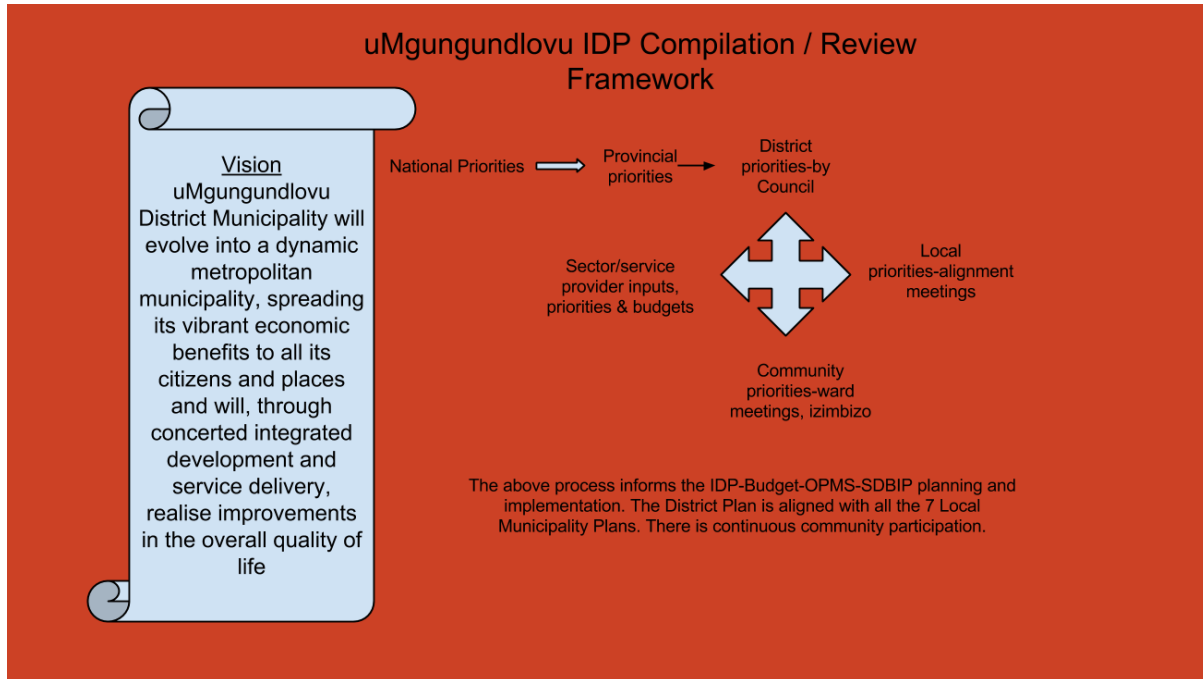 uMgungundlovu IDP Compilation / Review
Framework
Vision
uMgungundlovu
District Municipality will
evolve into a dynamic
metropolitan
municipality, spreading
its vibrant economic
benefits to all its
citizens and places
and will, through
concerted integrated
development and
service delivery,
realise improvements
in the overall quality of
life
National Priorities
Provincial
priorities
District
priorities-by
Council
Sector/service
provider inputs,
priorities & budgets
Local
priorities-alignment
meetings
Community
priorities-ward
meetings, izimbizo
The above process informs the IDP-Budget-OPMS-SDBIP planning and
implementation. The District Plan is aligned with all the 7 Local
Municipality Plans. There is continuous community participation.